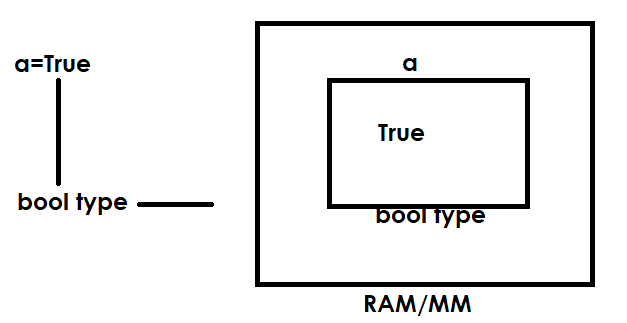 a=True
bool type
a
True
bool type
RAM/MM